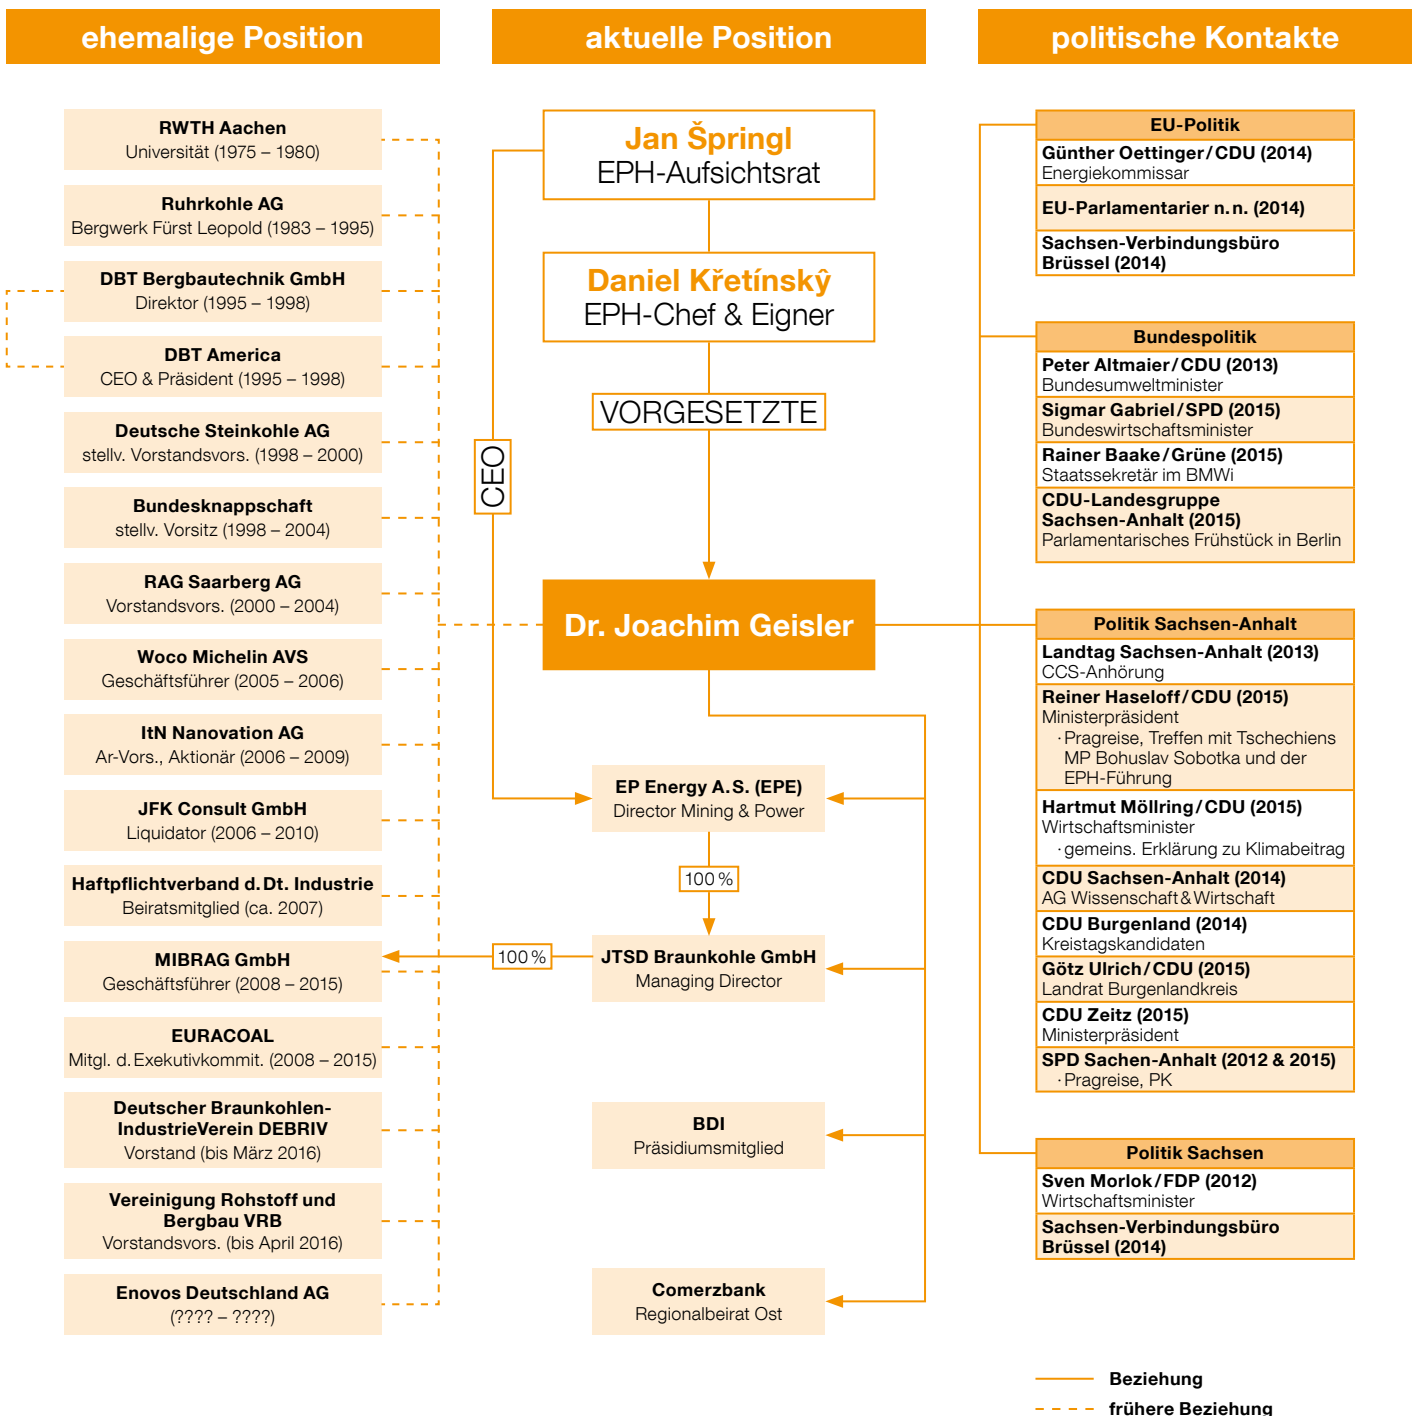 ehemalige Position
RWTH Aachen
Universität (1975 – 1980)
Ruhrkohle AG
Bergwerk Fürst Leopold (1983 – 1995)
DBT Bergbautechnik GmbH
Direktor (1995 – 1998)
DBT America
CEO & Präsident (1995 – 1998)
Deutsche Steinkohle AG
stellv. Vorstandsvors. (1998 – 2000)
Bundesknappschaft
stellv. Vorsitz (1998 – 2004)
RAG Saarberg AG
Vorstandsvors. (2000 – 2004)
Woco Michelin AVS
Geschäftsführer (2005 – 2006)
ItN Nanovation AG
Ar-Vors., Aktionär (2006 – 2009)
JFK Consult GmbH
Liquidator (2006 – 2010)
Haftpflichtverband d. Dt. Industrie
Beiratsmitglied (ca. 2007)
MIBRAG GmbH
Geschäftsführer (2008 – 2015)
EURACOAL
Mitgl. d. Exekutivkommit. (2008 – 2015)
Deutscher Braunkohlen-
IndustrieVerein DEBRIV
Vorstand (bis März 2016)
Vereinigung Rohstoff und
Bergbau VRB
Vorstandsvors. (bis April 2016)
Enovos Deutschland AG
(???? – ????)
aktuelle Position
Jan Špringl
EPH-Aufsichtsrat
Daniel Křetínskŷ
EPH-Chef & Eigner
VORGESETZTE
CEO
Dr. Joachim Geisler
EP Energy A. S. (EPE)
Director Mining & Power
100 %
100 %
JTSD Braunkohle GmbH
Managing Director
BDI
Präsidiumsmitglied
Comerzbank
Regionalbeirat Ost
politische Kontakte
EU-Politik
Günther Oettinger / CDU (2014)
Energiekommissar
EU-Parlamentarier n. n. (2014)
Sachsen-Verbindungsbüro
Brüssel (2014)
Bundespolitik
Peter Altmaier / CDU (2013)
Bundesumweltminister
Sigmar Gabriel / SPD (2015)
Bundeswirtschaftsminister
Rainer Baake / Grüne (2015)
Staatssekretär im BMWi
CDU-Landesgruppe
Sachsen-Anhalt (2015)
Parlamentarisches Frühstück in Berlin
Politik Sachsen-Anhalt
Landtag Sachsen-Anhalt (2013)
CCS-Anhörung
Reiner Haseloff / CDU (2015)
Ministerpräsident
· Pragreise, Treffen mit Tschechiens
MP Bohuslav Sobotka und der
EPH-Führung
Hartmut Möllring / CDU (2015)
Wirtschaftsminister
· gemeins. Erklärung zu Klimabeitrag
CDU Sachsen-Anhalt (2014)
AG Wissenschaft & Wirtschaft
CDU Burgenland (2014)
Kreistagskandidaten
Götz Ulrich / CDU (2015)
Landrat Burgenlandkreis
CDU Zeitz (2015)
Ministerpräsident
SPD Sachen-Anhalt (2012 & 2015)
· Pragreise, PK
Politik Sachsen
Sven Morlok / FDP (2012)
Wirtschaftsminister
Sachsen-Verbindungsbüro
Brüssel (2014)
Beziehung
frühere Beziehung